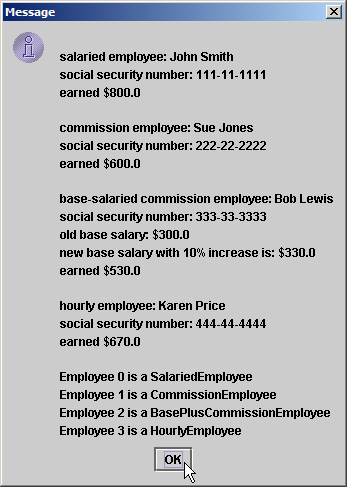 Message
salaried employee: John Smith
social security number: 111-11-1111
earned $800.0
commission employee: Sue Jones
social security number: 222-22-2222
earned $600.0
base-salaried commission employee: Bob Lewis
social security number: 333-33-3333
old base salary: $300.0
new base salary with 10% increase is: $330.0
earned $530.0
hourly employee: Karen Price
social security number: 444-44-4444
earned $670.0
Employee 0 is a SalariedEmployee
Employee 1 is a CommissionEmployee
Employee 2 is a BasePlusCommissionEmployee
Employee 3 is a HourlyEmployee
OK